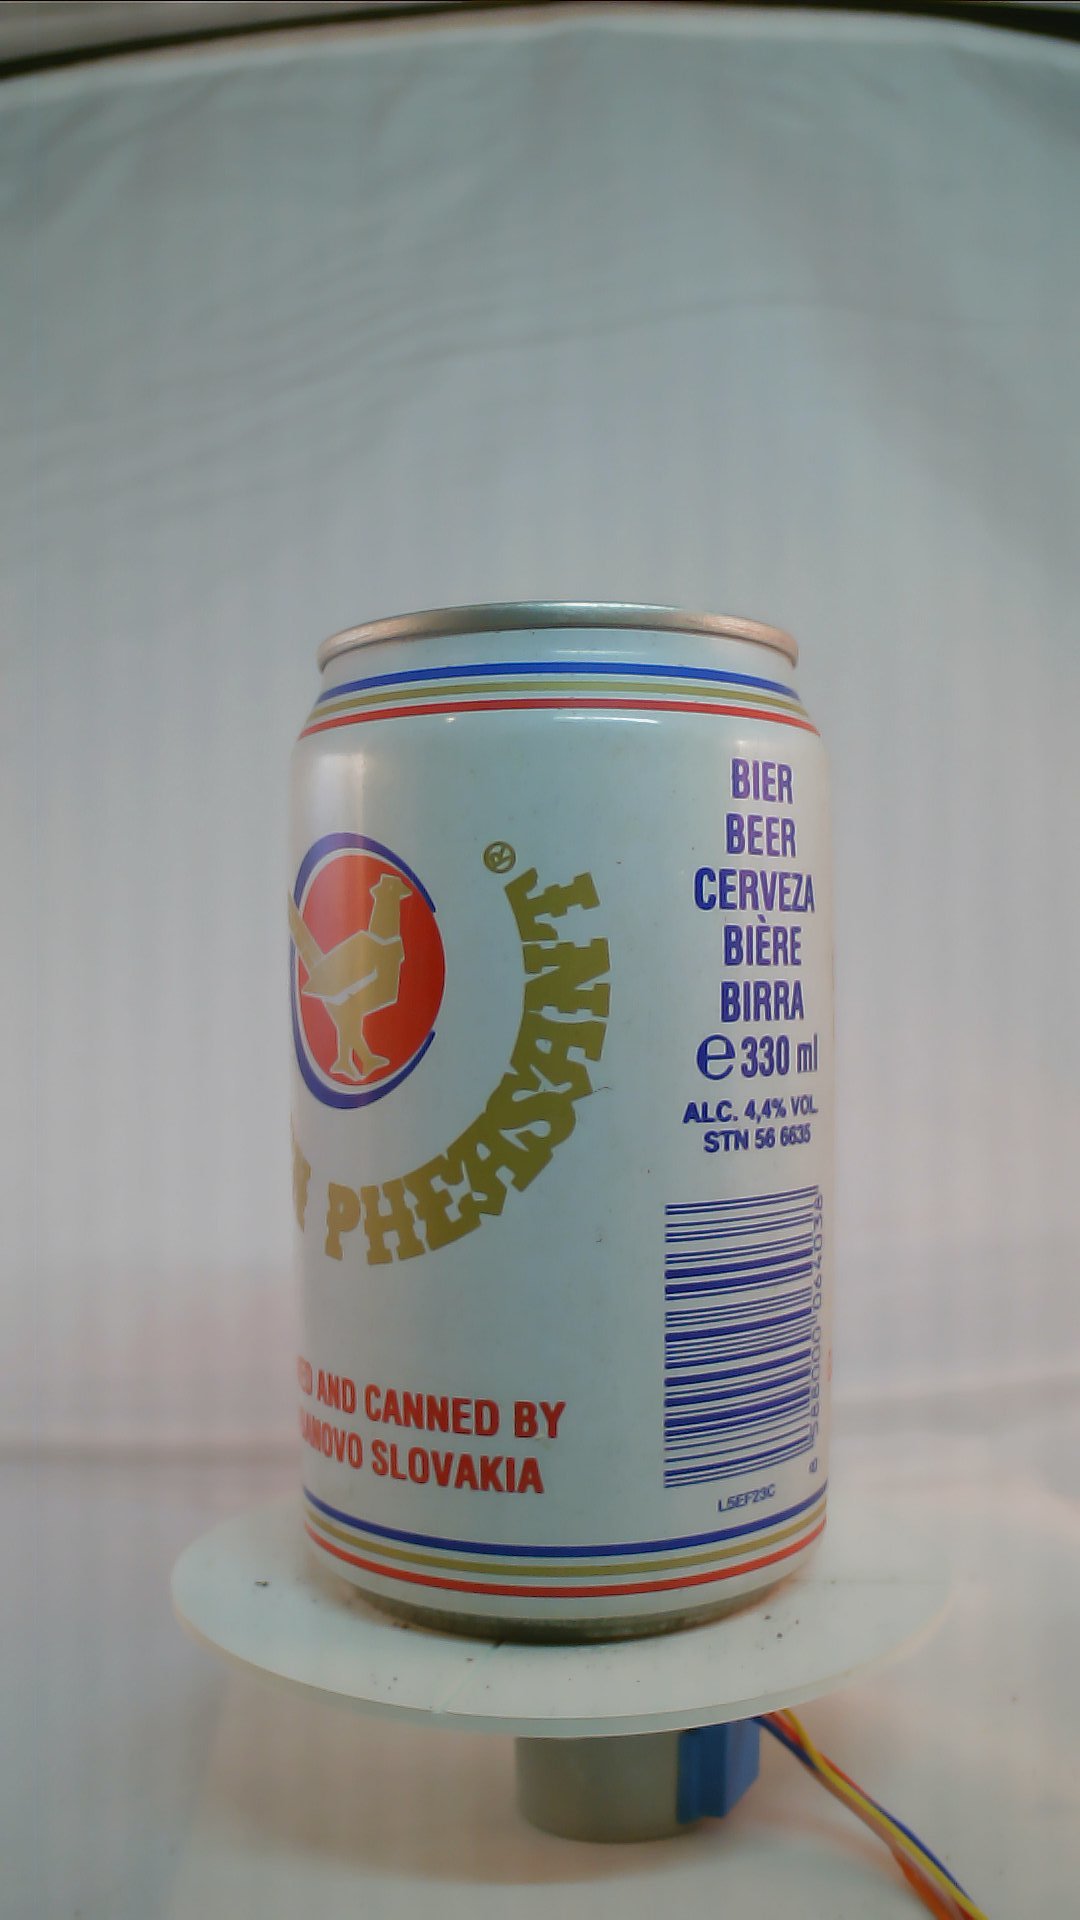 ®
PHEASANT
AND CANNED BY
SLOVAKIA
BIER
BEER
CERVEZA
BIÈRE
BIRRA
e 330 ml
ALC. 4,4% VOL
STN 56 6635
L5EF23C